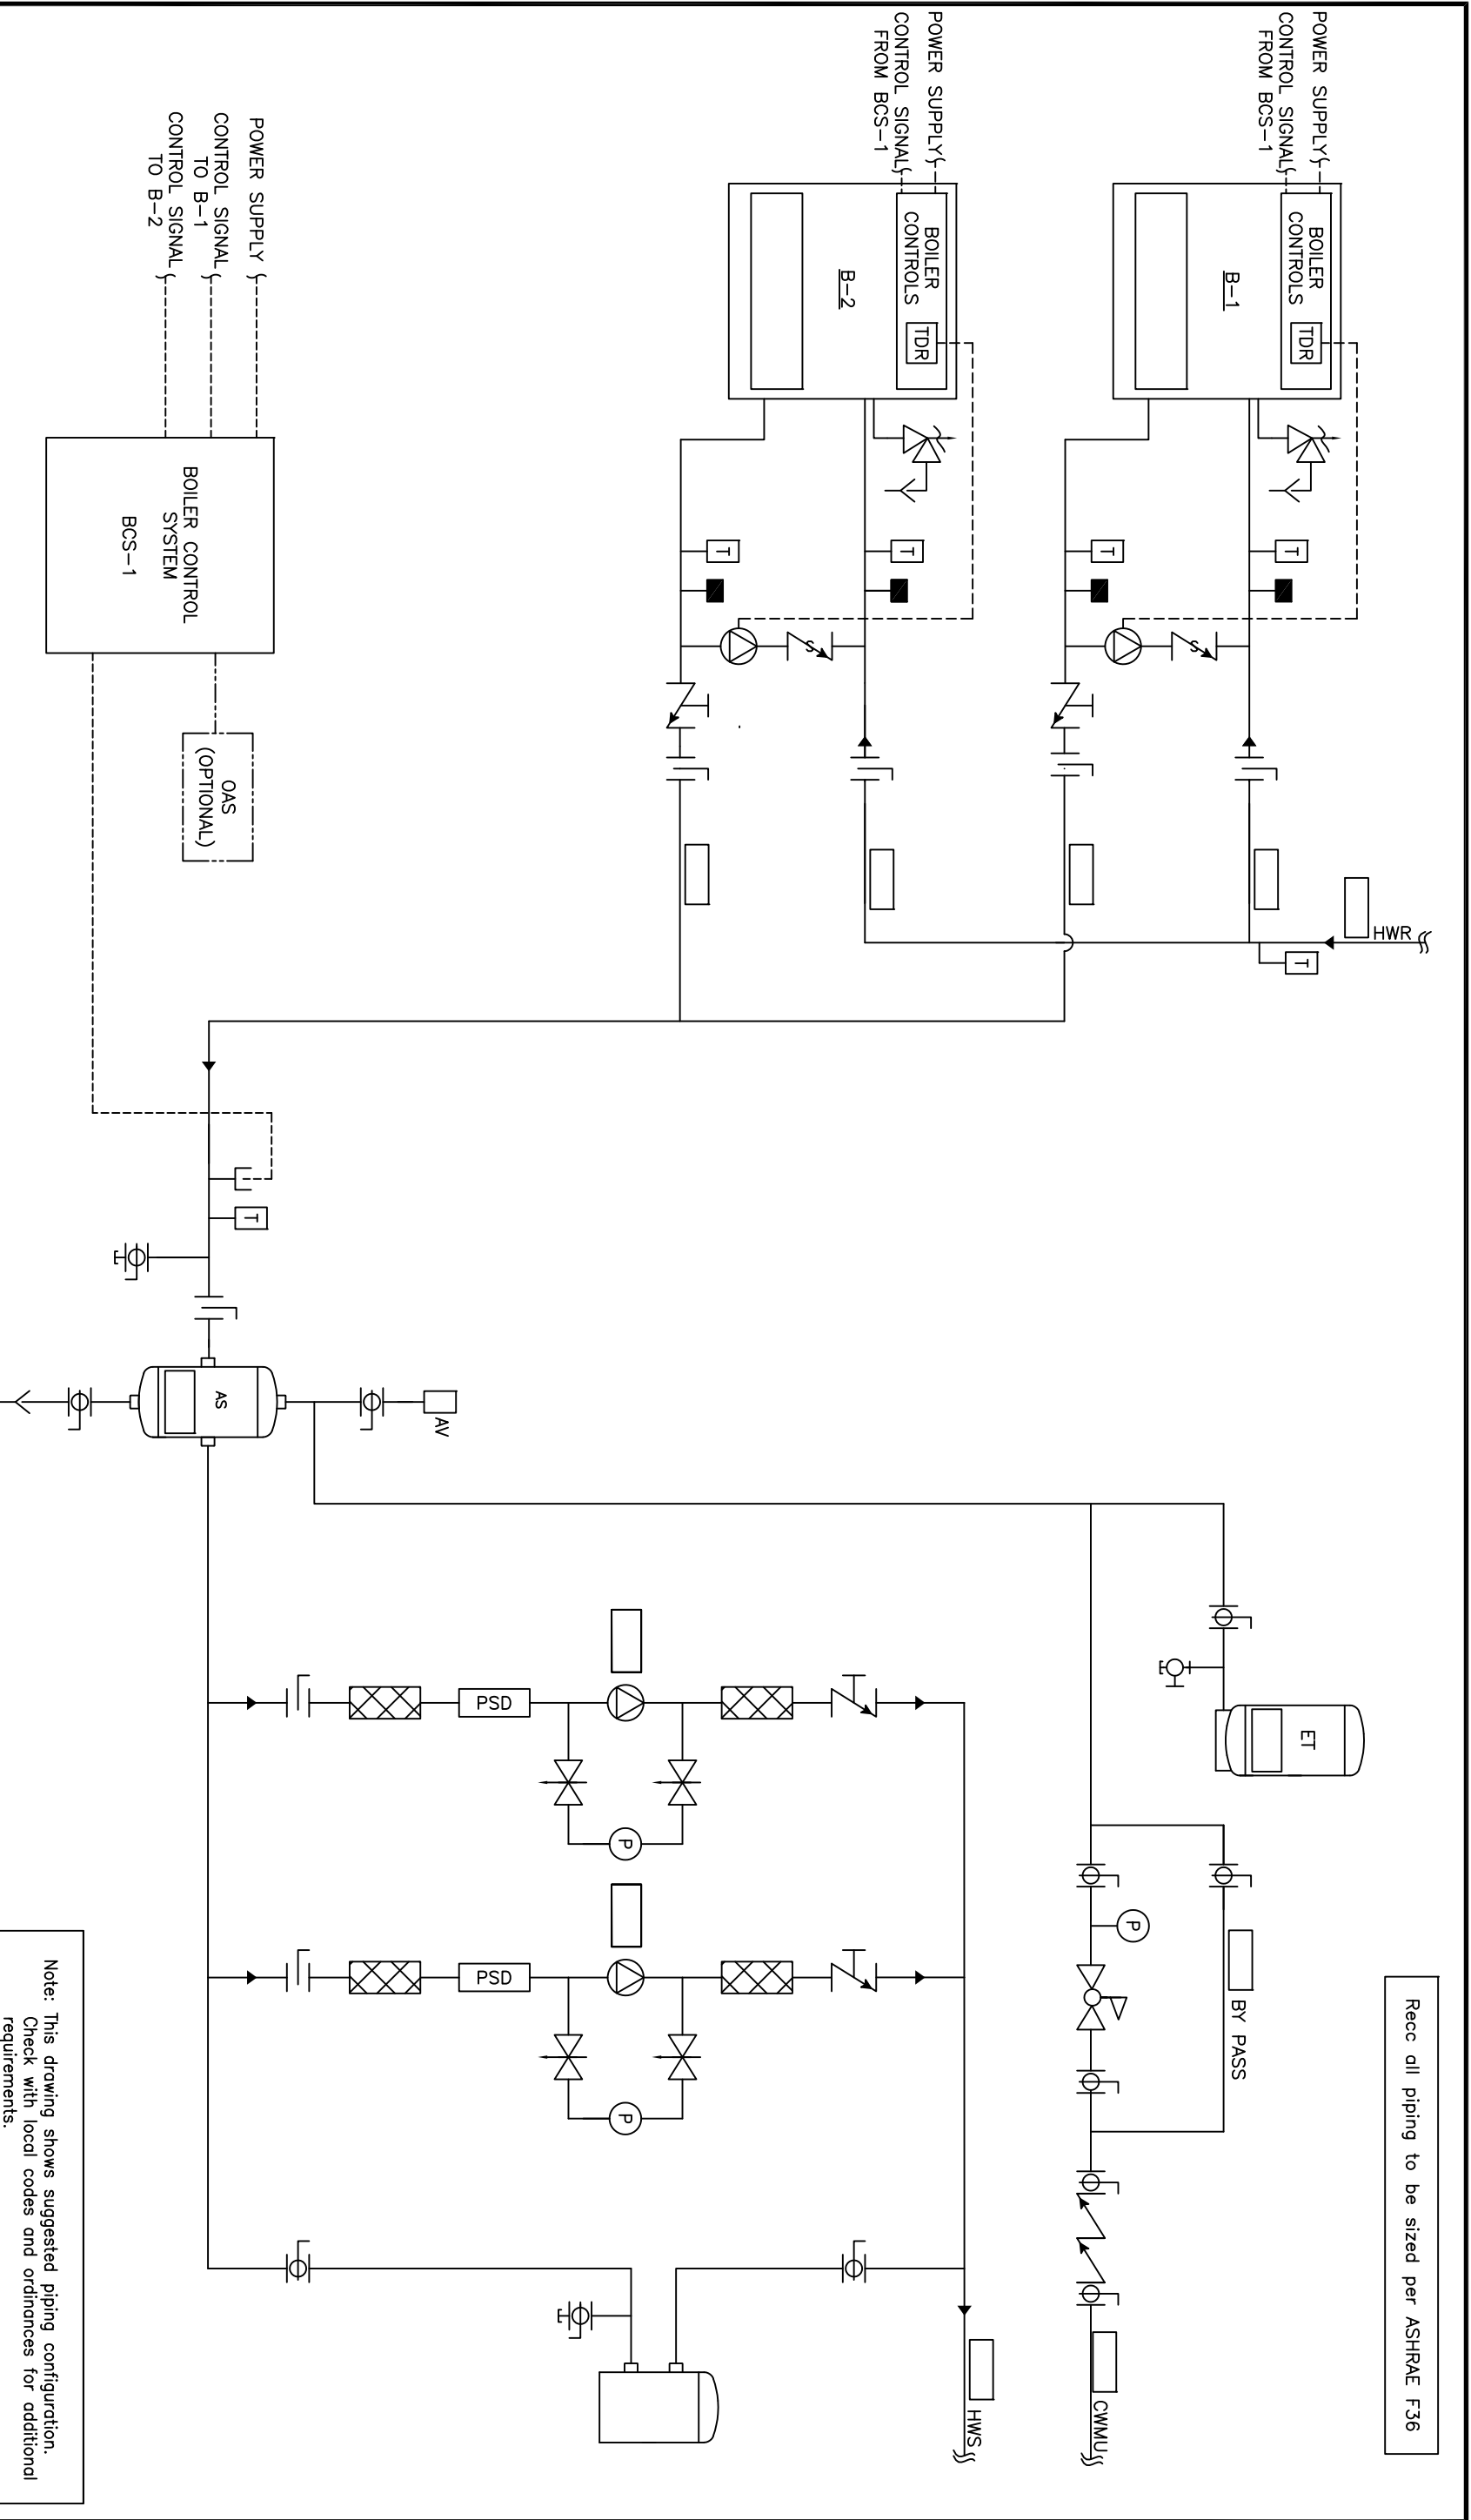 Recc all piping to be sized per ASHRAE F36
POWER SUPPLY
CONTROL SIGNAL
FROM BCS-1
BOILER
CONTROLS
TDR
B-1
T
T
HWR
T
POWER SUPPLY
CONTROL SIGNAL
FROM BCS-1
BOILER
CONTROLS
TDR
B-2
T
T
POWER SUPPLY
CONTROL SIGNAL
TO B-1
CONTROL SIGNAL
TO B-2
BOILER CONTROL
SYSTEM
BCS-1
OAS
(OPTIONAL)
T
AS
AV
ET
P
BY PASS
CWMU
PSD
P
PSD
P
HWS
S
S
Note: This drawing shows suggested piping configuration.
Check with local codes and ordinances for additional
requirements.